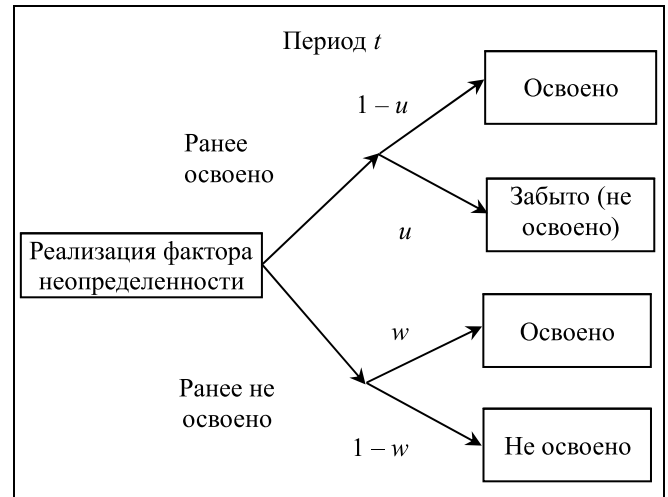 Период t
1 – u
Освоено
Ранее
освоено
Забыто (не
освоено)
u
Реализация фактора
неопределенности
w
Освоено
Ранее не
освоено
1 – w
Не освоено